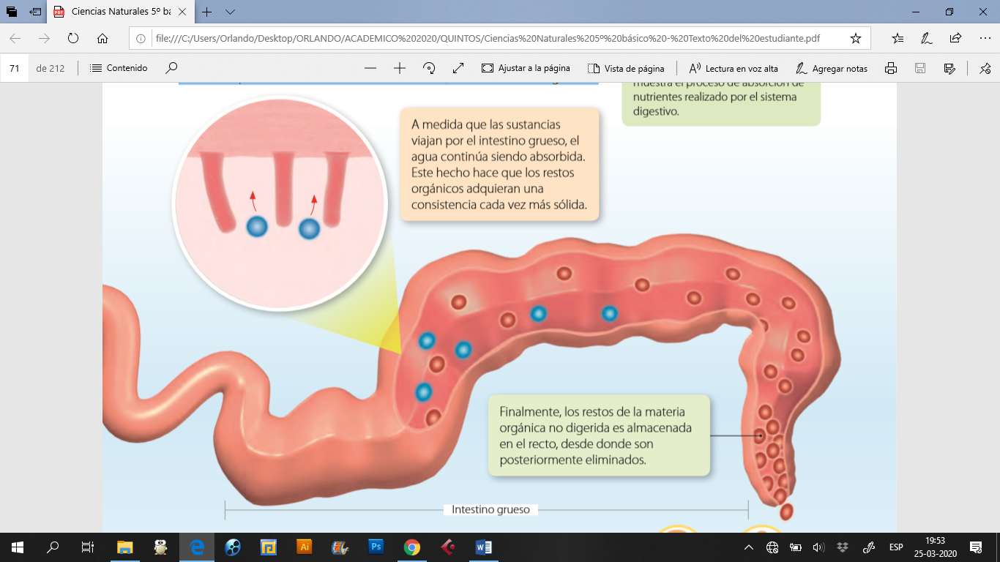 Ciencias Naturales 5º ba
file:///C:/Users/Orlando/Desktop/ORLANDO/ACADEMICO%202020/QUINTOS/Ciencias%20Naturales%205º%20básico%20-%20Texto%20del%20estudiante.pdf
71 de 212 Contenido Ajustar a la página Vista de página Lectura en voz alta Agregar notas
muestra el proceso de absorción de
nutrientes realizado por el sistema
digestivo.
A medida que las sustancias
viajan por el intestino grueso, el
agua continúa siendo absorbida.
Este hecho hace que los restos
orgánicos adquieran una
consistencia cada vez más sólida.
Finalmente, los restos de la materia
orgánica no digerida es almacenada
en el recto, desde donde son
posteriormente eliminados.
Intestino grueso
ESP
19:53
25-03-2020